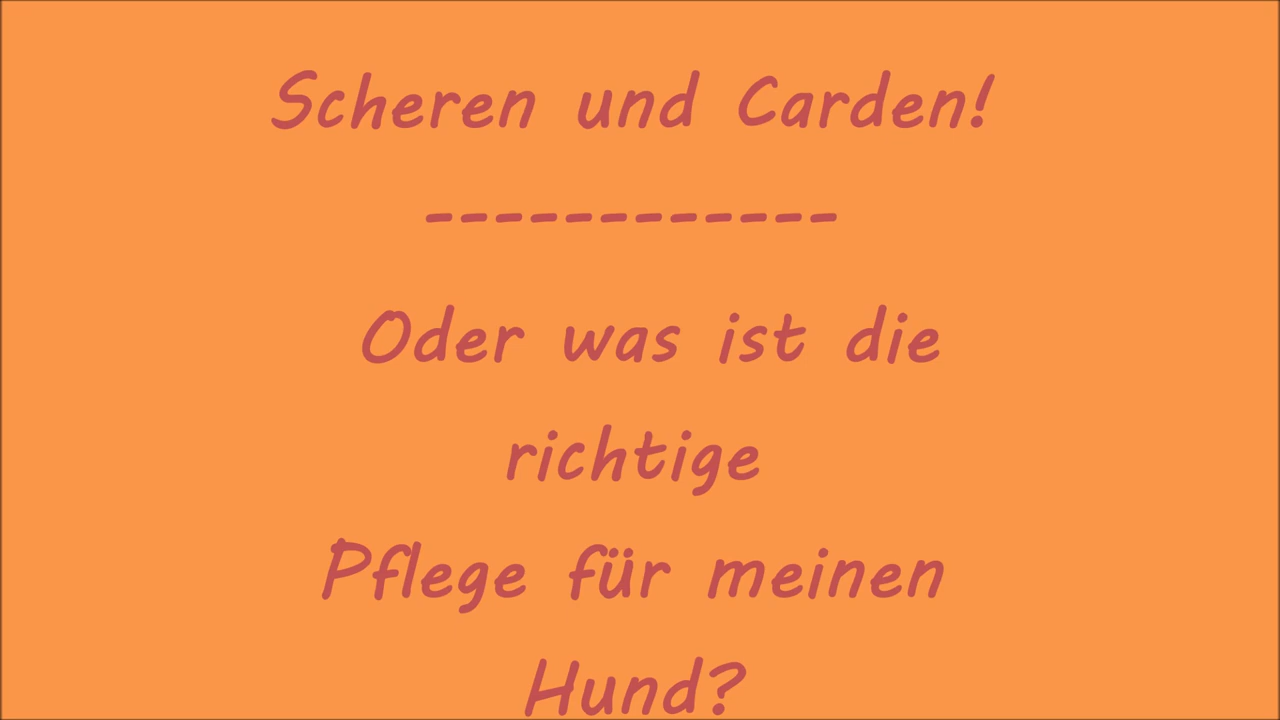 Scheren und Carden!
------------
Oder was ist die
richtige
Pflege für meinen
Hund?